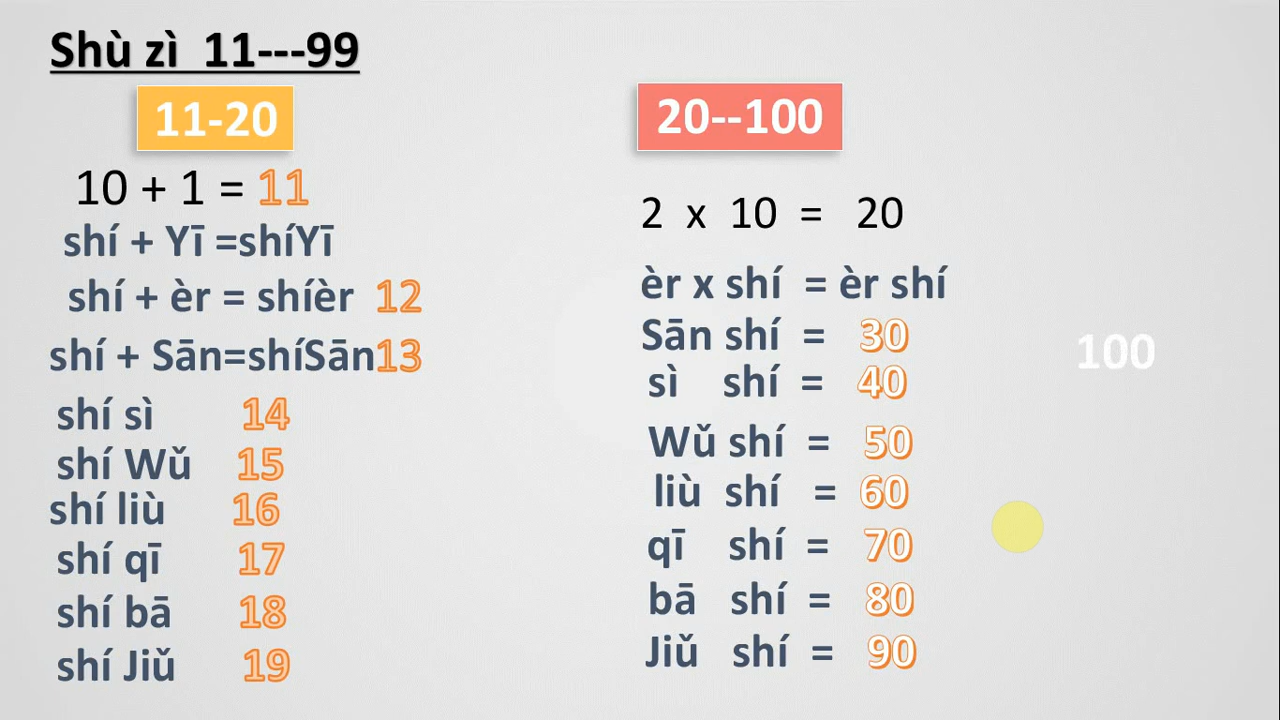 Shù zì 11---99
11-20
10 + 1 = 11
shí + Yī =shíYī
shí + èr = shíèr 12
shí + Sān=shíSān13
shí sì 14
shí Wǔ 15
shí liù 16
shí qī 17
shí bā 18
shí Jiǔ 19
20--100
2 x 10 = 20
èr x shí = èr shí
Sān shí = 30
sì shí = 40
Wǔ shí = 50
liù shí = 60
qī shí = 70
bā shí = 80
Jiǔ shí = 90
100